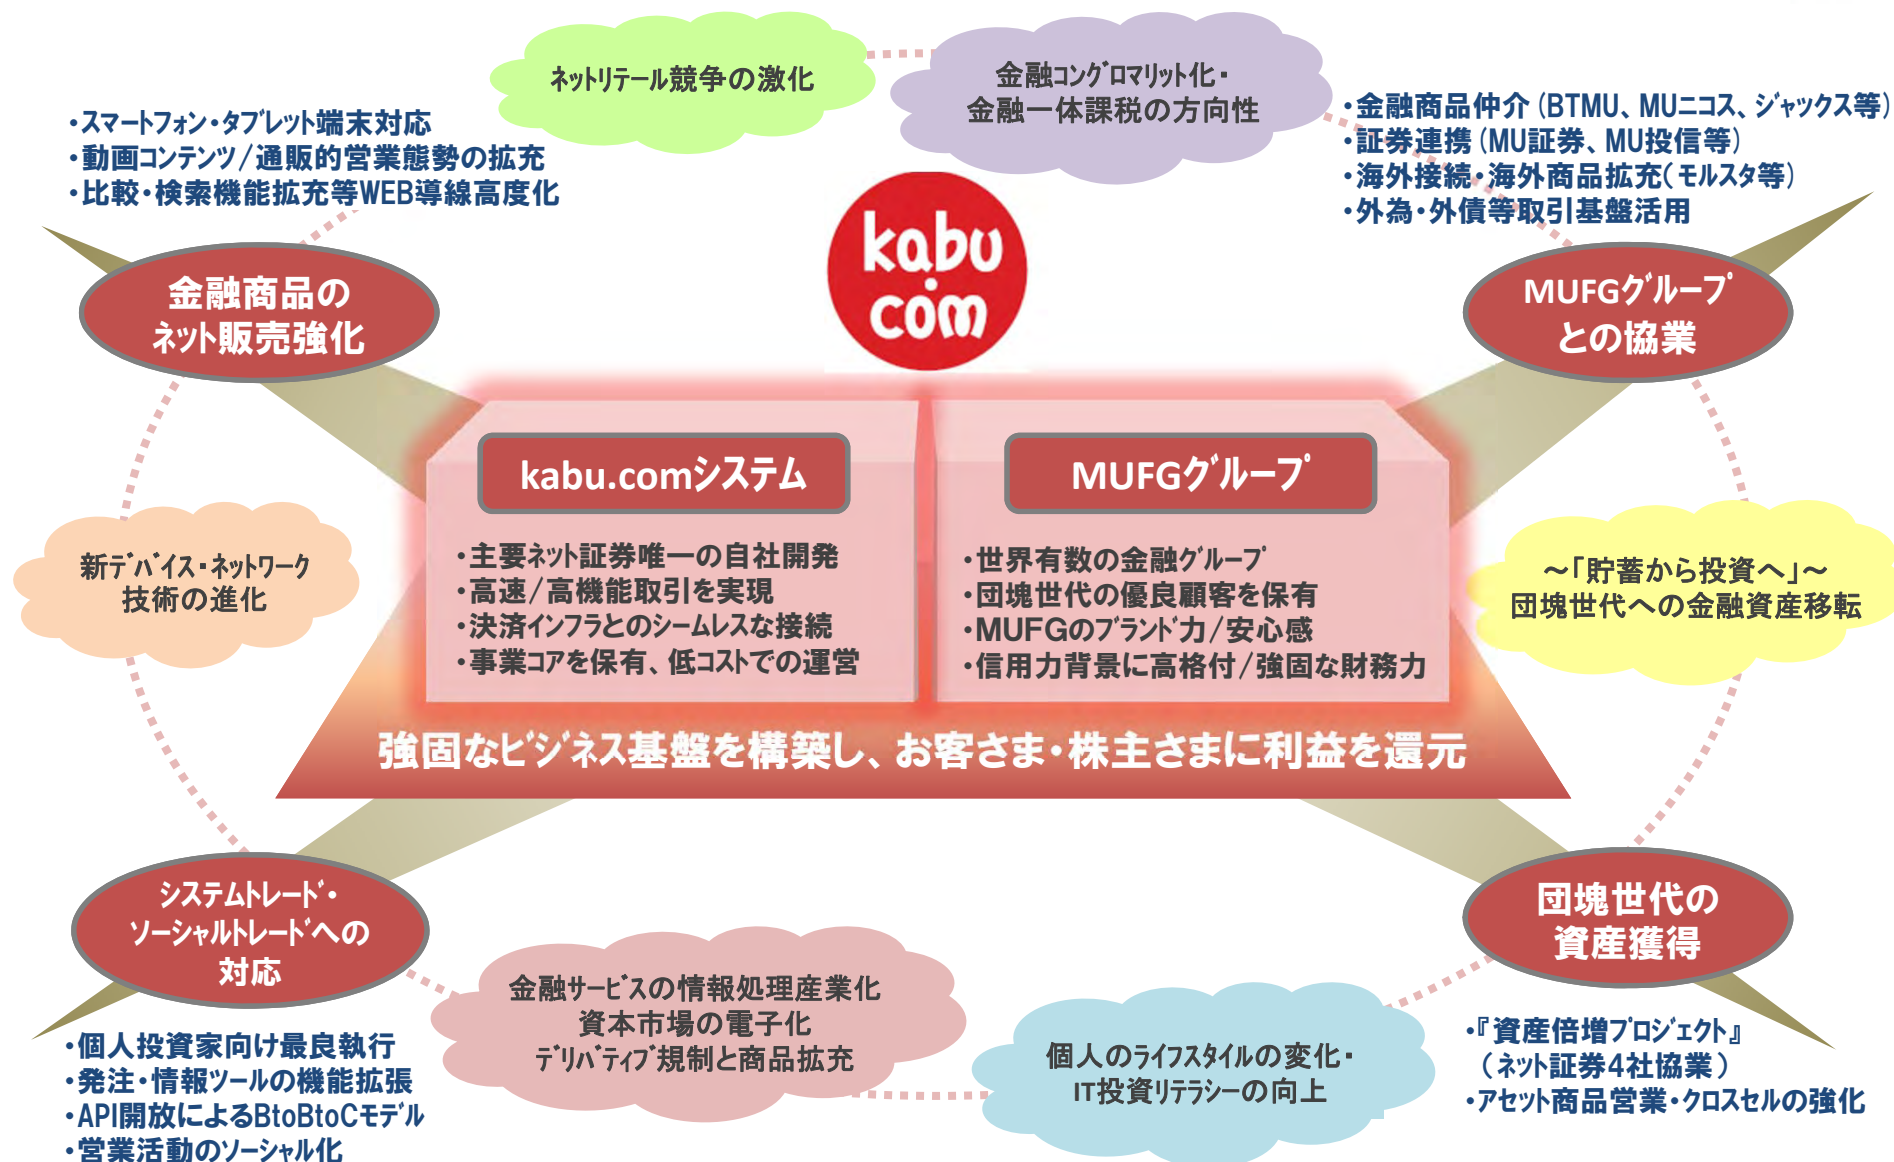 ネットリテール競争の激化
金融コングロマリット化・
金融一体課税の方向性
・スマートフォン・タブレット端末対応
・動画コンテンツ/通販的営業態勢の拡充
・比較・検索機能拡充等WEB導線高度化
・金融商品仲介(BTMU、MUニコス、ジャックス等)
・証券連携(MU証券、MU投信等)
・海外接続・海外商品拡充(モルスタ等)
・外為・外債等取引基盤活用
kabu
.com
金融商品の
ネット販売強化
MUFGグループ
との協業
kabu.comシステム
・主要ネット証券唯一の自社開発
・高速/高機能取引を実現
・決済インフラとのシームレスな接続
・事業コアを保有、低コストでの運営
MUFGグループ
・世界有数の金融グループ
・団塊世代の優良顧客を保有
・MUFGのブランド力/安心感
・信用力背景に高格付/強固な財務力
新デバイス・ネットワーク
技術の進化
～「貯蓄から投資へ」～
団塊世代への金融資産移転
強固なビジネス基盤を構築し、お客さま・株主さまに利益を還元
システムトレード・
ソーシャルトレードへの
対応
団塊世代の
資産獲得
金融サービスの情報処理産業化
資本市場の電子化
デリバティブ規制と商品拡充
個人のライフスタイルの変化・
IT投資リテラシーの向上
・個人投資家向け最良執行
・発注・情報ツールの機能拡張
・API開放によるBtoBtoCモデル
・営業活動のソーシャル化
・『資産倍増プロジェクト』
（ネット証券4社協業）
・アセット商品営業・クロスセルの強化